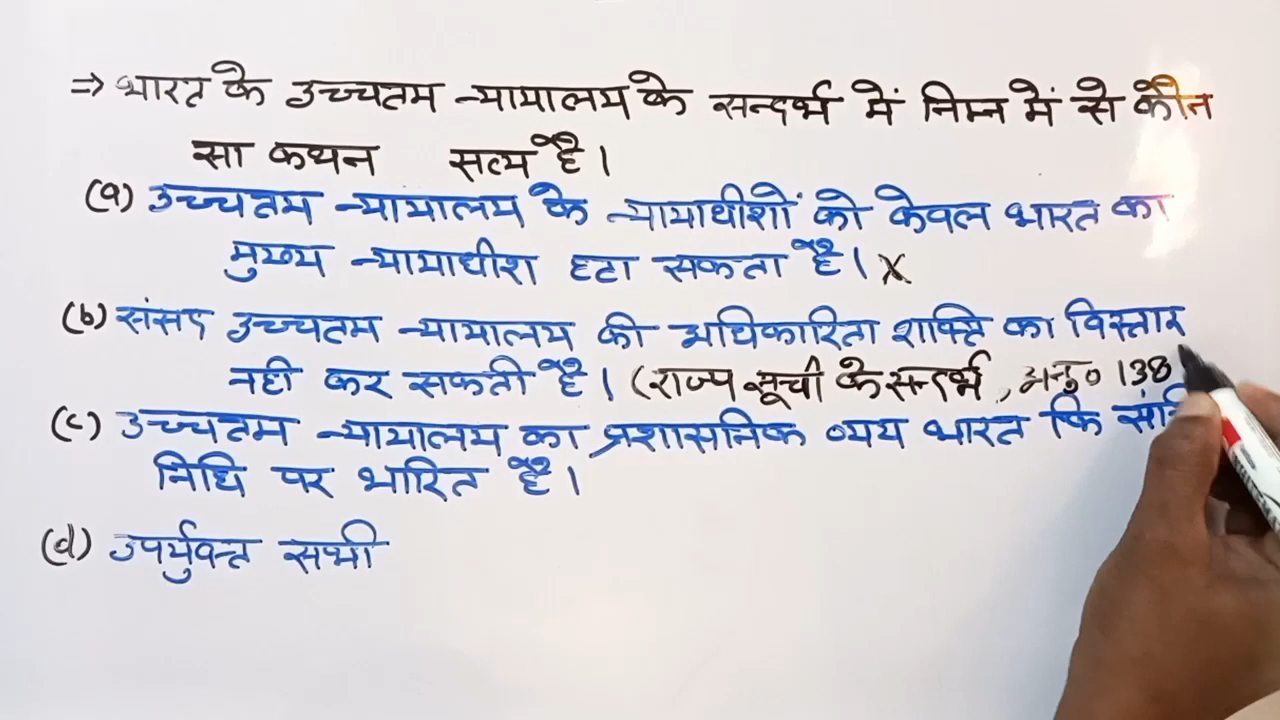 ⇒ भारत के उच्चतम न्यायालय के सन्दर्भ में निम्न में से कौन
सा कथन सत्य है।
(a) उच्चतम न्यायालय के न्यायाधीशों को केवल भारत का
मुख्य न्यायाधीश हटा सकता है। X
(b) संसद उच्चतम न्यायालय की अधिकारिता शक्ति का विस्तार
नही कर सकती है। (राज्य सूची के सन्दर्भ, अनु० 138
(c) उच्चतम न्यायालय का प्रशासनिक व्यय भारत कि
निधि पर भारित है।
(d) उपर्युक्त सभी